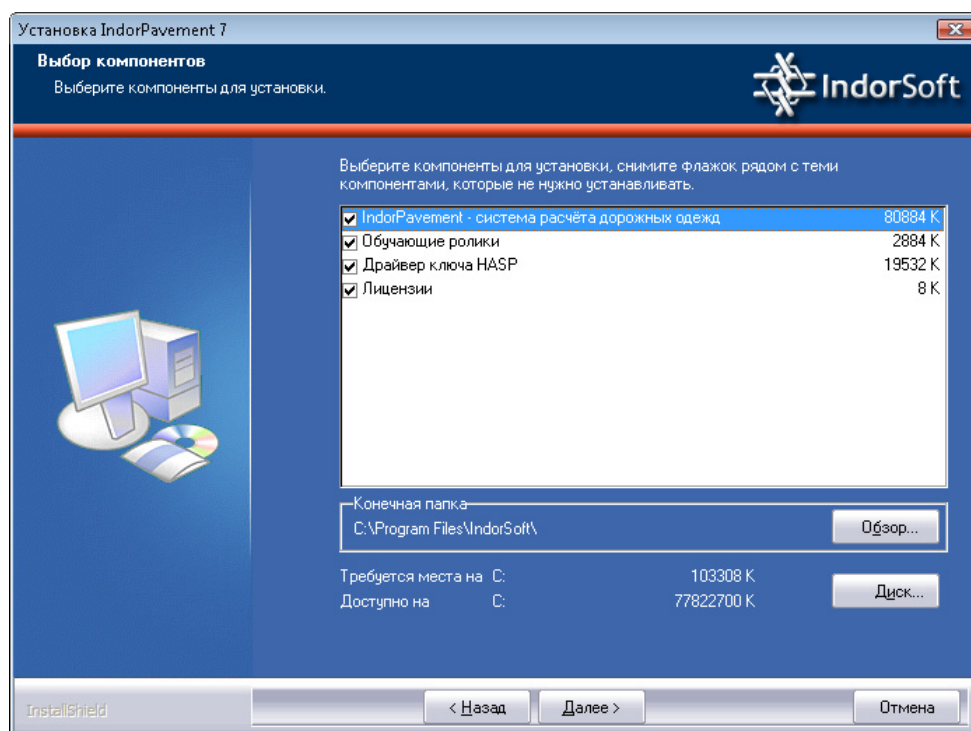 Установка IndorPavement 7
Выбор компонентов
Выберите компоненты для установки.
IndorSoft
Выберите компоненты для установки, снимите флажок рядом с теми
компонентами, которые не нужно устанавливать.
IndorPavement - система расчёта дорожных одежд 80884 K
Обучающие ролики 2884 K
Драйвер ключа HASP 19532 K
Лицензии 8 K
Конечная папка
C:\Program Files\IndorSoft\ Обзор...
Требуется места на C: 103308 K
Доступно на C: 77822700 K
Диск...
InstallShield < Назад Далее > Отмена